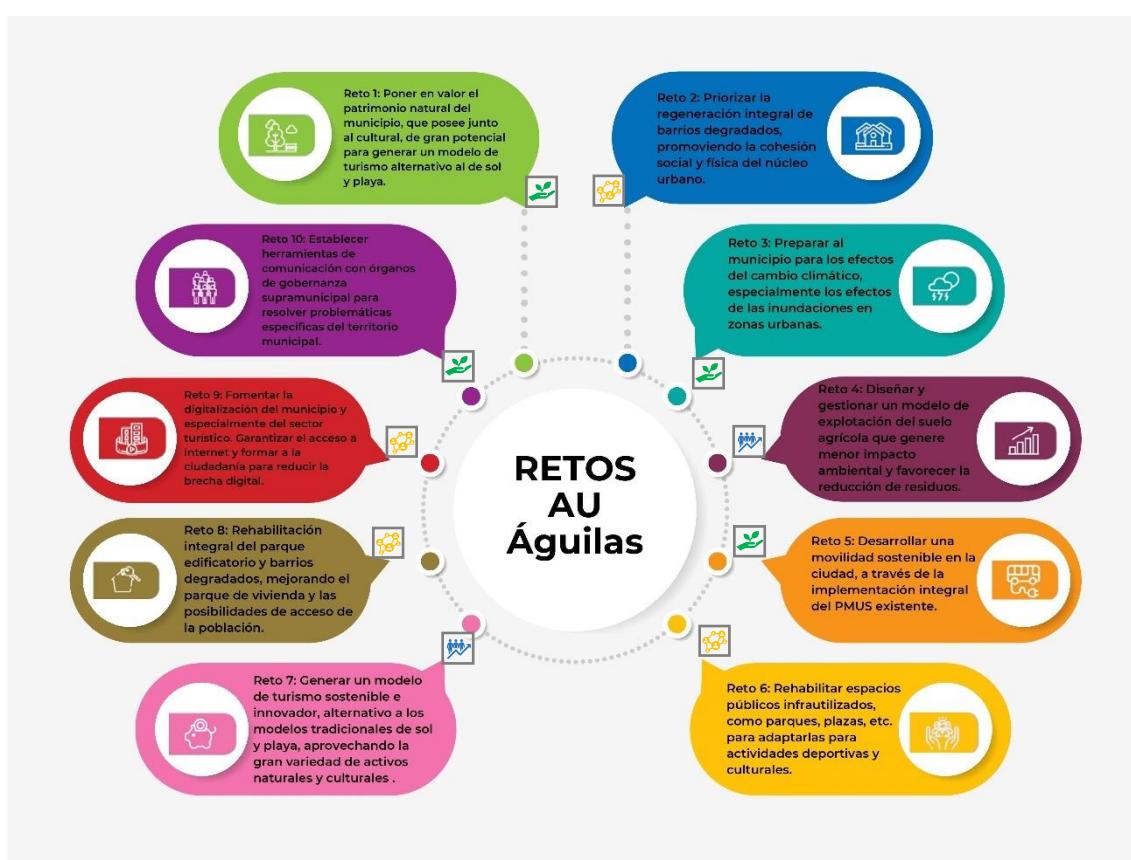 Reto 1: Poner en valor el
patrimonio natural del
municipio, que posee junto
al cultural, de gran potencial
para generar un modelo de
turismo alternativo al de sol
y playa.
Reto 2: Priorizar la
regeneración integral de
barrios degradados,
promoviendo la cohesión
social y física del núcleo
urbano.
Reto 10: Establecer
herramientas de
comunicación con órganos
de gobernanza
supramunicipal para
resolver problemáticas
específicas del territorio
municipal.
Reto 3: Preparar al
municipio para los efectos
del cambio climático,
especialmente los efectos
de las inundaciones en
zonas urbanas.
Reto 9: Fomentar la
digitalización del municipio y
especialmente del sector
turístico. Garantizar el acceso a
internet y formar a la
ciudadanía para reducir la
brecha digital.
Reto 4: Diseñar y
gestionar un modelo de
explotación del suelo
agrícola que genere
menor impacto
ambiental y favorecer la
reducción de residuos.
RETOS
AU
Águilas
Reto 8: Rehabilitación
integral del parque
edificatorio y barrios
degradados, mejorando el
parque de vivienda y las
posibilidades de acceso de
la población.
Reto 5: Desarrollar una
movilidad sostenible en la
ciudad, a través de la
implementación integral
del PMUS existente.
Reto 7: Generar un modelo
de turismo sostenible e
innovador, alternativo a los
modelos tradicionales de sol
y playa, aprovechando la
gran variedad de activos
naturales y culturales .
Reto 6: Rehabilitar espacios
públicos infrautilizados,
como parques, plazas, etc.
para adaptarlas para
actividades deportivas y
culturales.